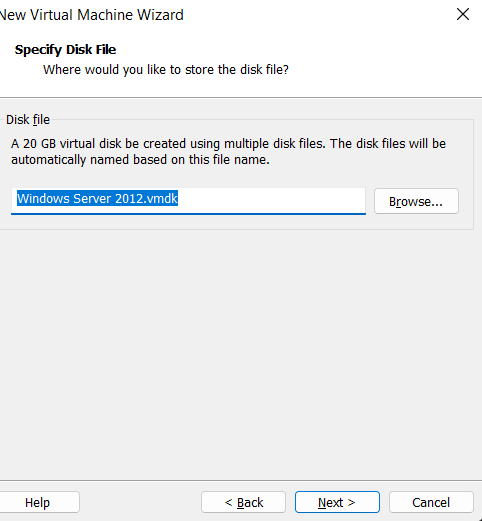 New Virtual Machine Wizard
Specify Disk File
Where would you like to store the disk file?
Disk file
A 20 GB virtual disk be created using multiple disk files. The disk files will be
automatically named based on this file name.
Windows Server 2012.vmdk
Browse...
Help
< Back
Next >
Cancel